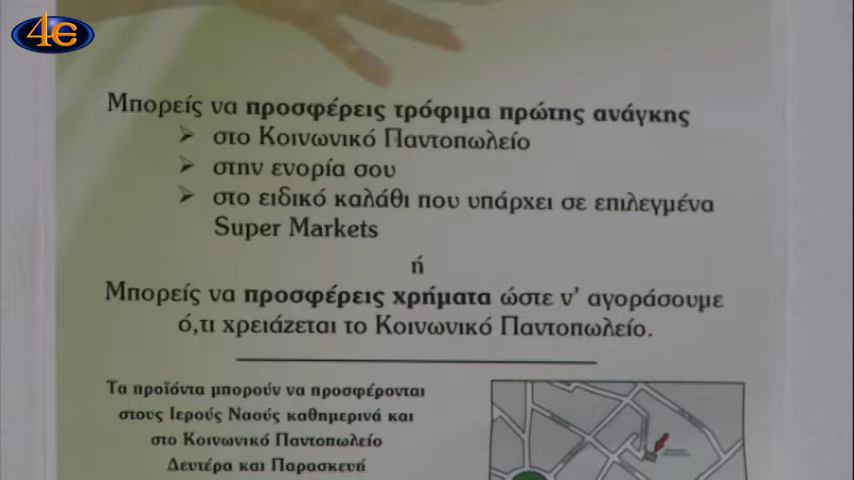 4Ε
Μπορείς να προσφέρεις τρόφιμα πρώτης ανάγκης
➢ στο Κοινωνικό Παντοπωλείο
➢ στην ενορία σου
➢ στο ειδικό καλάθι που υπάρχει σε επιλεγμένα
Super Markets
ή
Μπορείς να προσφέρεις χρήματα ώστε ν' αγοράσουμε
ό,τι χρειάζεται το Κοινωνικό Παντοπωλείο.
Τα προϊόντα μπορούν να προσφέρονται
στους Ιερούς Ναούς καθημερινά και
στο Κοινωνικό Παντοπωλείο
Δευτέρα και Παρασκευή